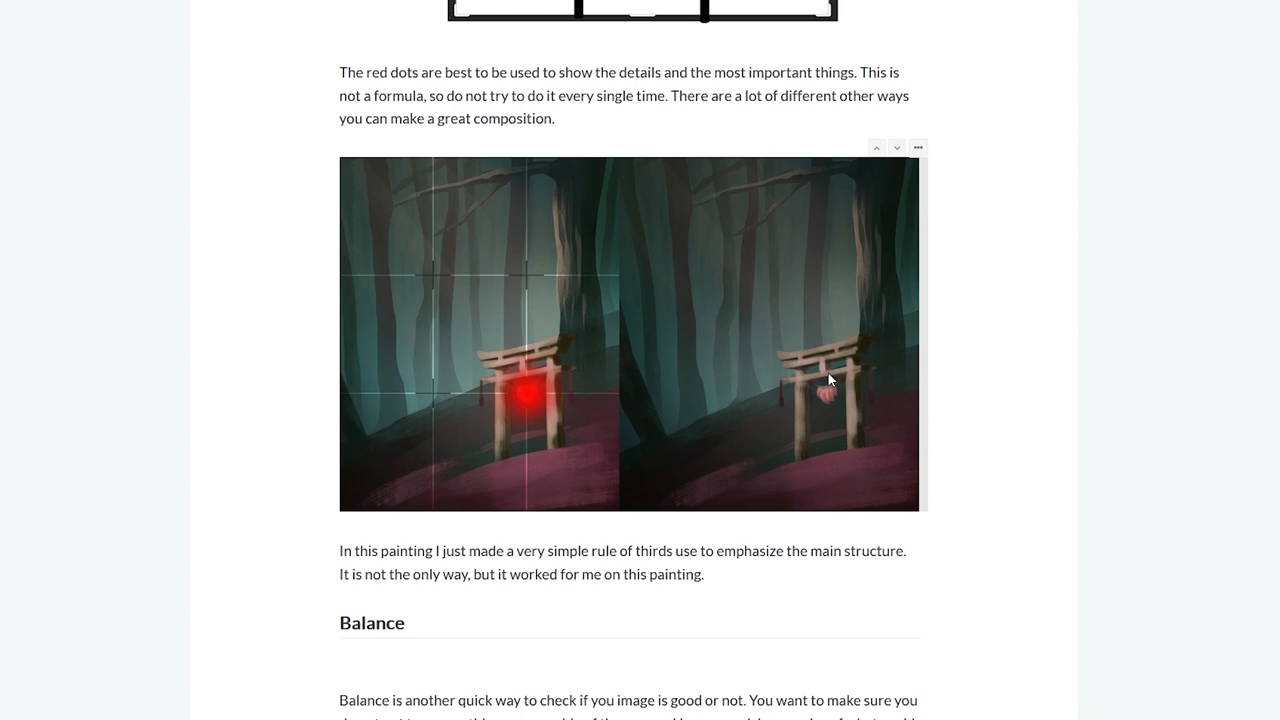 The red dots are best to be used to show the details and the most important things. This is
not a formula, so do not try to do it every single time. There are a lot of different other ways
you can make a great composition.
In this painting I just made a very simple rule of thirds use to emphasize the main structure.
It is not the only way, but it worked for me on this painting.
Balance
Balance is another quick way to check if you image is good or not. You want to make sure you